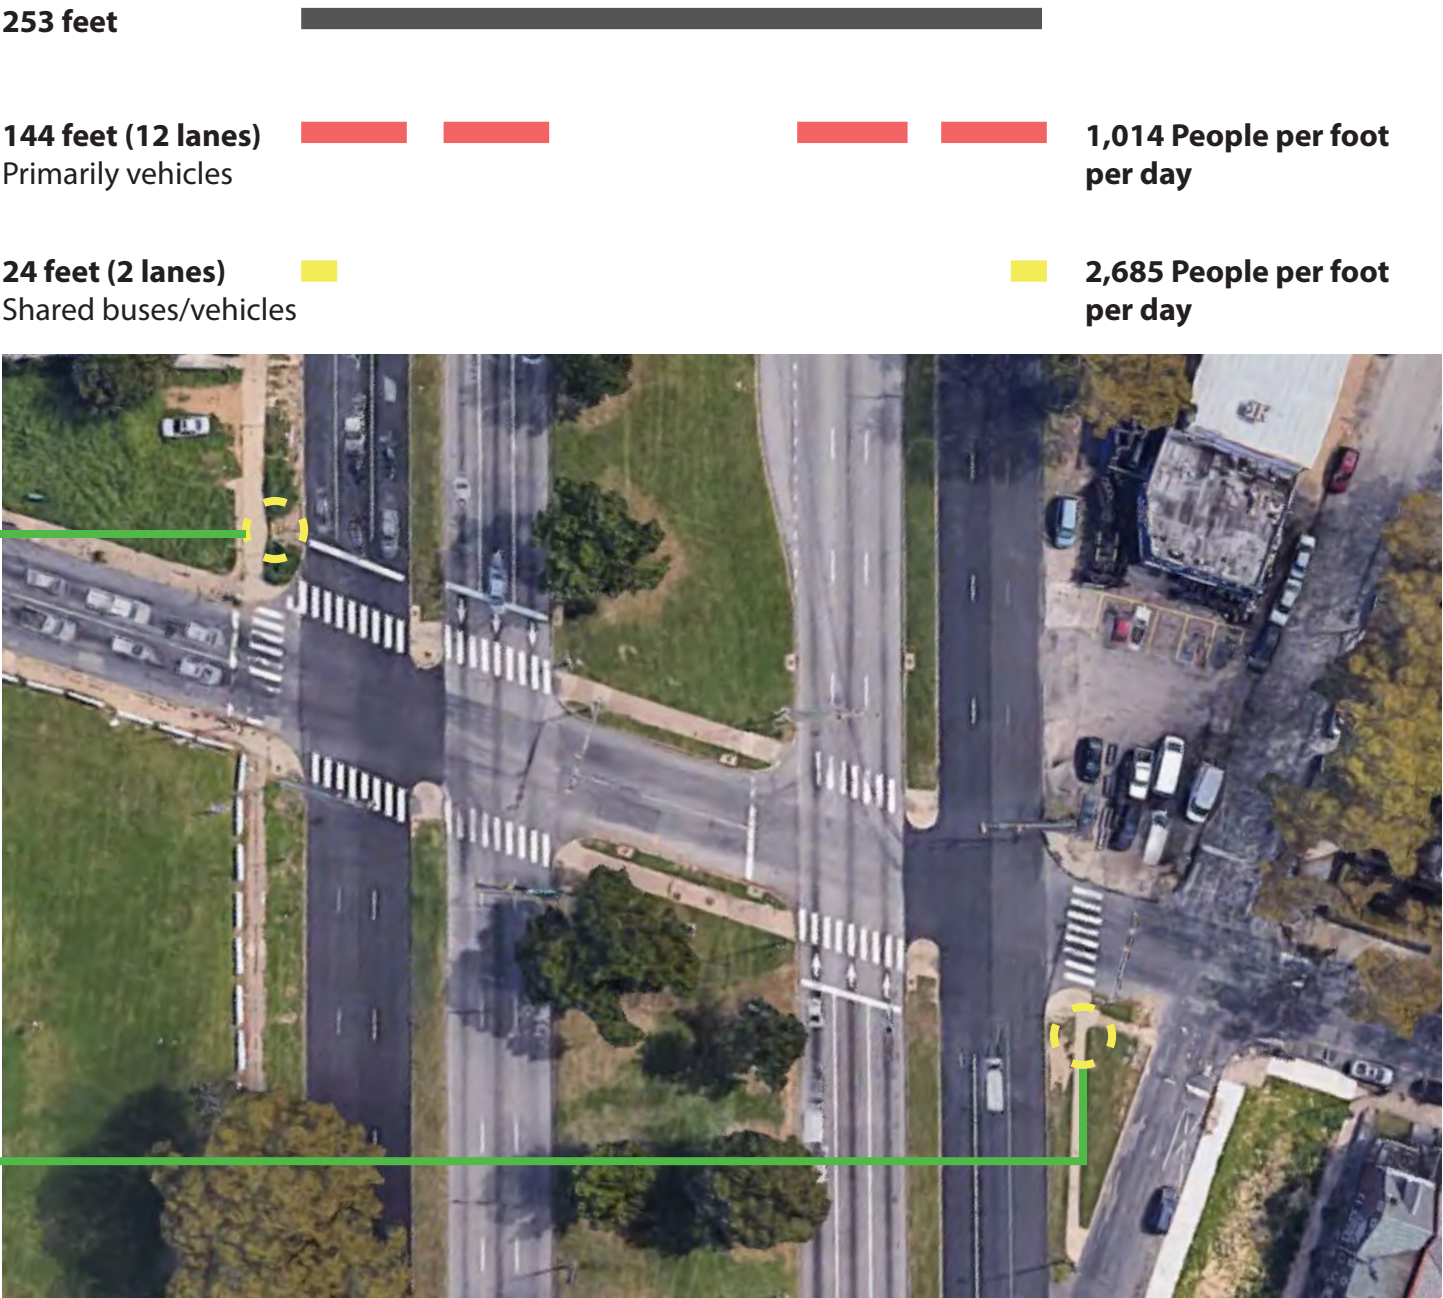 253 feet
144 feet (12 lanes)
Primarily vehicles
1,014 People per foot
per day
24 feet (2 lanes)
Shared buses/vehicles
2,685 People per foot
per day